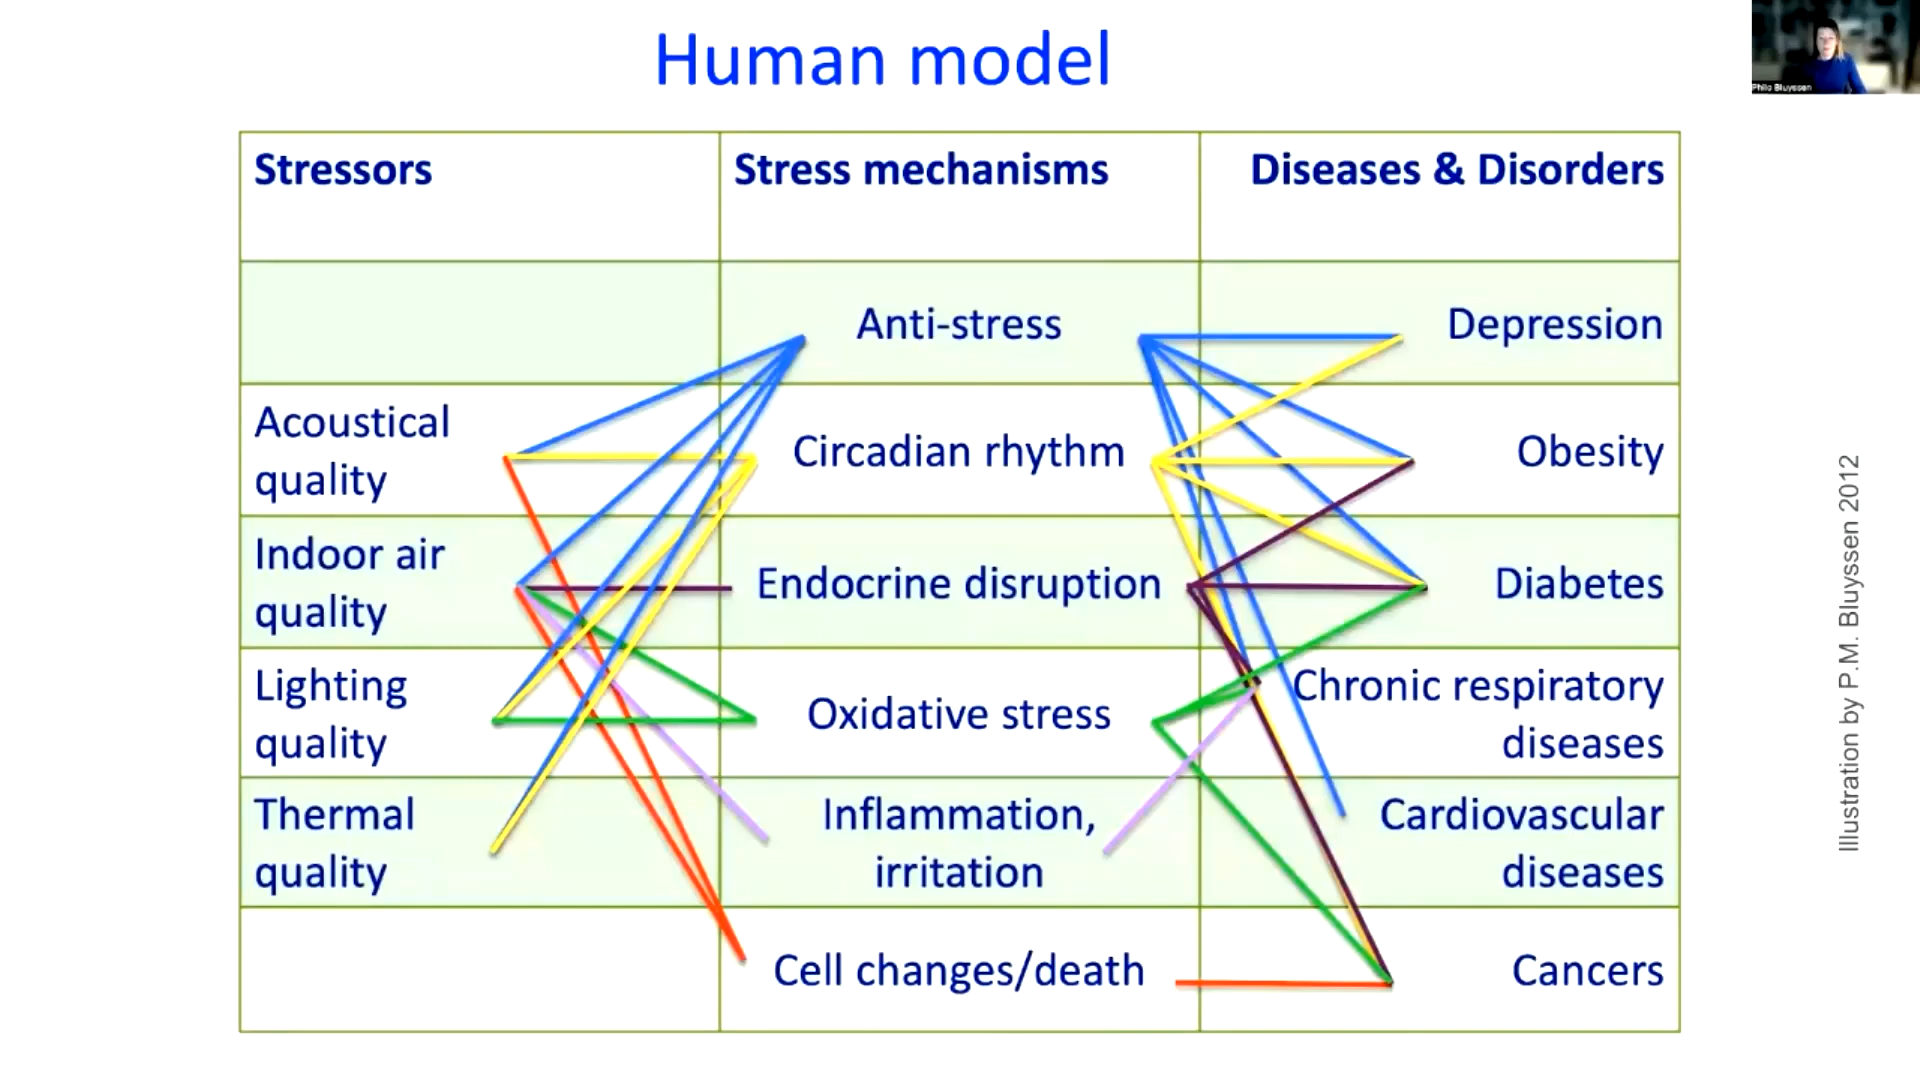 Human model
Philo Bluyssen
Stressors
Stress mechanisms
Diseases & Disorders
Anti-stress
Depression
Acoustical
quality
Circadian rhythm
Obesity
Indoor air
quality
Endocrine disruption
Diabetes
Lighting
quality
Oxidative stress
Chronic respiratory
diseases
Thermal
quality
Inflammation,
irritation
Cardiovascular
diseases
Cell changes/death
Cancers
Illustration by P.M. Bluyssen 2012